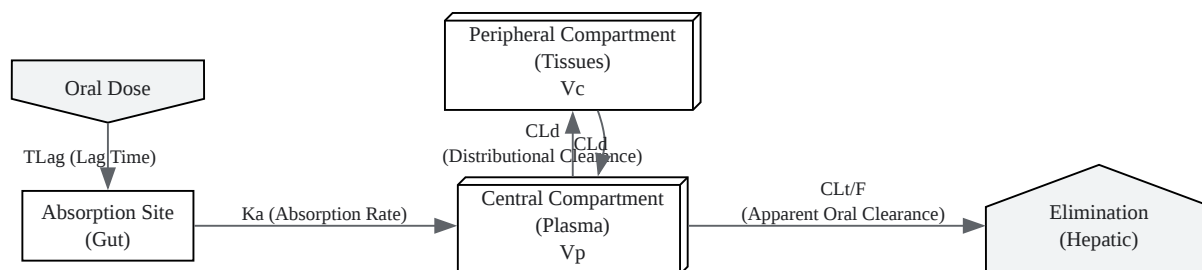 Peripheral Compartment
(Tissues)
Vc
Oral Dose
CLd
CLd
(Distributional Clearance)
TLag (Lag Time)
Absorption Site
(Gut)
Ka (Absorption Rate)
Central Compartment
(Plasma)
Vp
CLt/F
(Apparent Oral Clearance)
Elimination
(Hepatic)